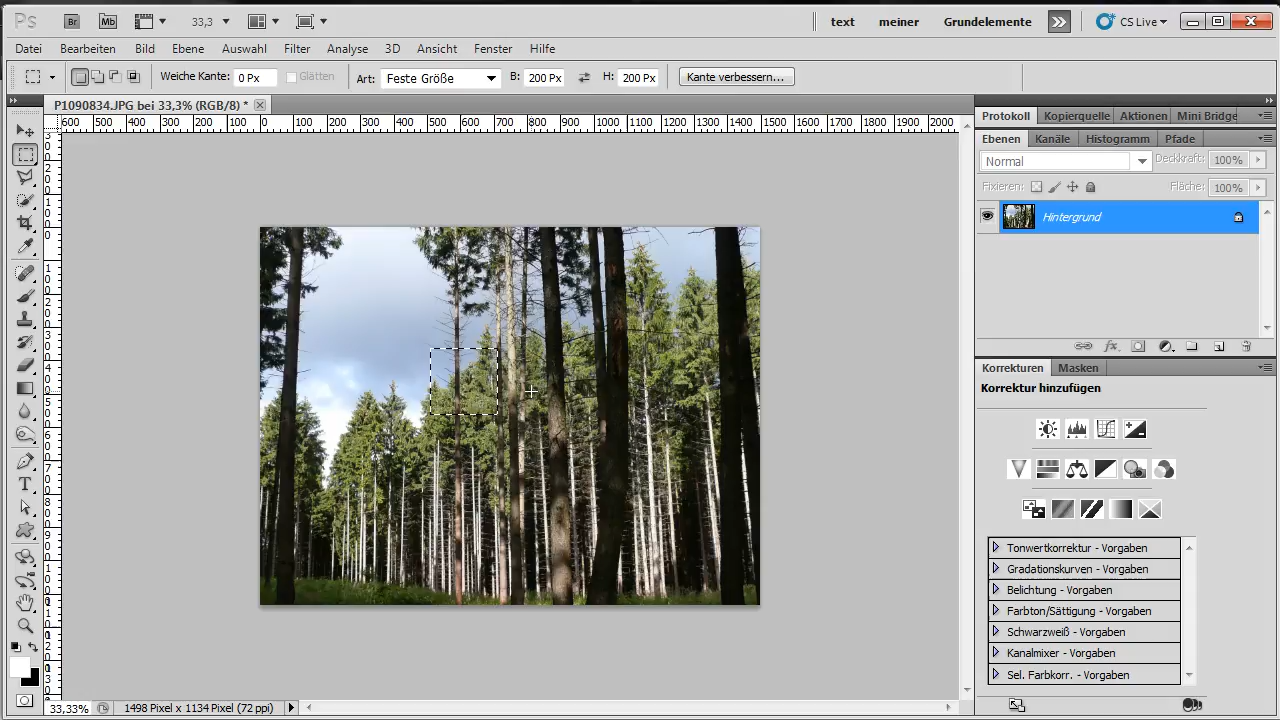 Ps Br Mb 33,3 text meiner Grundelemente CS Live
Datei Bearbeiten Bild Ebene Auswahl Filter Analyse 3D Ansicht Fenster Hilfe
Weiche Kante: 0 Px Glätten Art: Feste Größe B: 200 Px H: 200 Px Kante verbessern...
P1090834.JPG bei 33,3% (RGB/8) *
600 500 400 300 200 100 0 100 200 300 400 500 600 700 800 900 1000 1100 1200 1300 1400 1500 1600 1700 1800 1900 2000
Protokoll Kopierquelle Aktionen Mini Bridge
Ebenen Kanäle Histogramm Pfade
Normal Deckkraft: 100%
Fixieren: Fläche: 100%
Hintergrund
Korrekturen Masken
Korrektur hinzufügen
Tonwertkorrektur - Vorgaben
Gradationskurven - Vorgaben
Belichtung - Vorgaben
Farbton/Sättigung - Vorgaben
Schwarzweiß - Vorgaben
Kanalmixer - Vorgaben
Sel. Farbkorr. - Vorgaben
33,33% 1498 Pixel x 1134 Pixel (72 ppi)